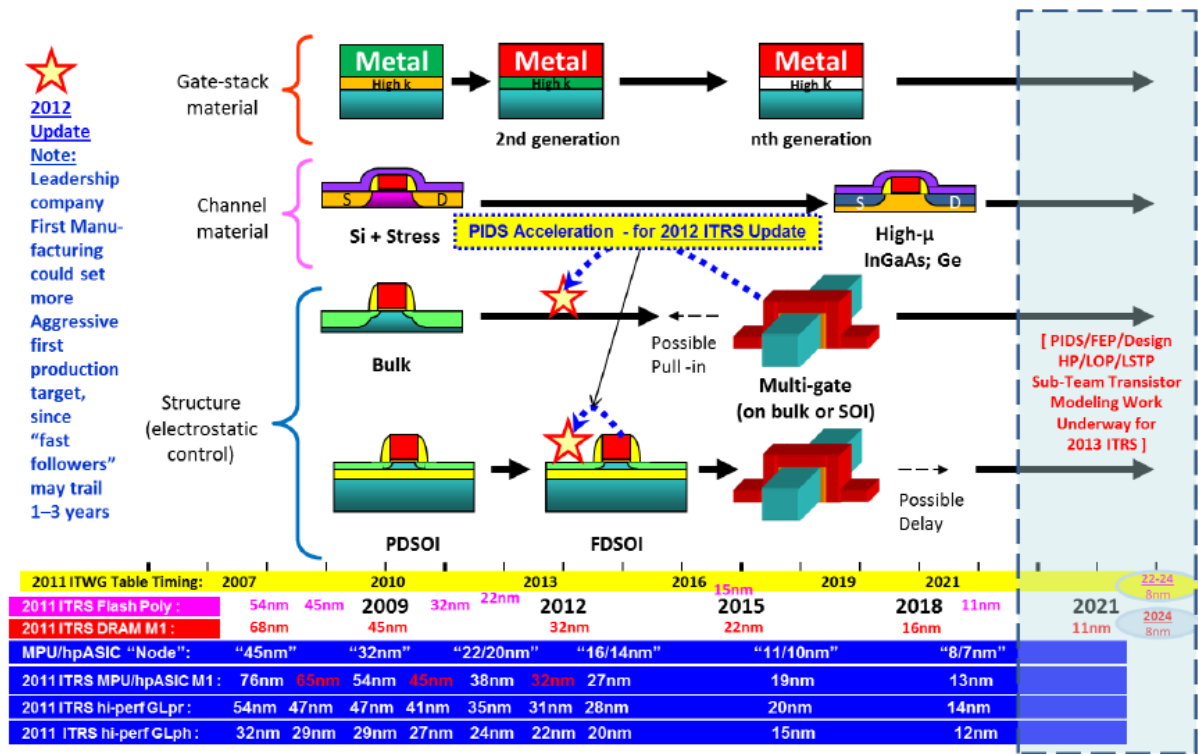 2012
Update
Note:
Leadership
company
First Manu-
facturing
could set
more
Aggressive
first
production
target,
since
“fast
followers”
may trail
1–3 years
Gate-stack
material
Metal
High k
Metal
High k
2nd generation
Metal
High k
nth generation
Channel
material
S D
Si + Stress
PIDS Acceleration - for 2012 ITRS Update
S D
High-μ
InGaAs; Ge
Structure
(electrostatic
control)
Bulk
Possible
Pull -in
Multi-gate
(on bulk or SOI)
PDSOI
FDSOI
Possible
Delay
[ PIDS/FEP/Design
HP/LOP/LSTP
Sub-Team Transistor
Modeling Work
Underway for
2013 ITRS ]
2011 ITWG Table Timing: 2007 2010 2013 2016 2019 2021 22-24
8nm
2011 ITRS Flash Poly : 54nm 45nm 2009 32nm 22nm 2012 15nm 2015 2018 11nm 2021 2024
2011 ITRS DRAM M1 : 68nm 45nm 32nm 22nm 16nm 11nm 8nm
MPU/hpASIC “Node”: “45nm” “32nm” “22/20nm” “16/14nm” “11/10nm” “8/7nm”
2011 ITRS MPU/hpASIC M1 : 76nm 65nm 54nm 45nm 38nm 32nm 27nm 19nm 13nm
2011 ITRS hi-perf GLpr : 54nm 47nm 47nm 41nm 35nm 31nm 28nm 20nm 14nm
2011 ITRS hi-perf GLph : 32nm 29nm 29nm 27nm 24nm 22nm 20nm 15nm 12nm